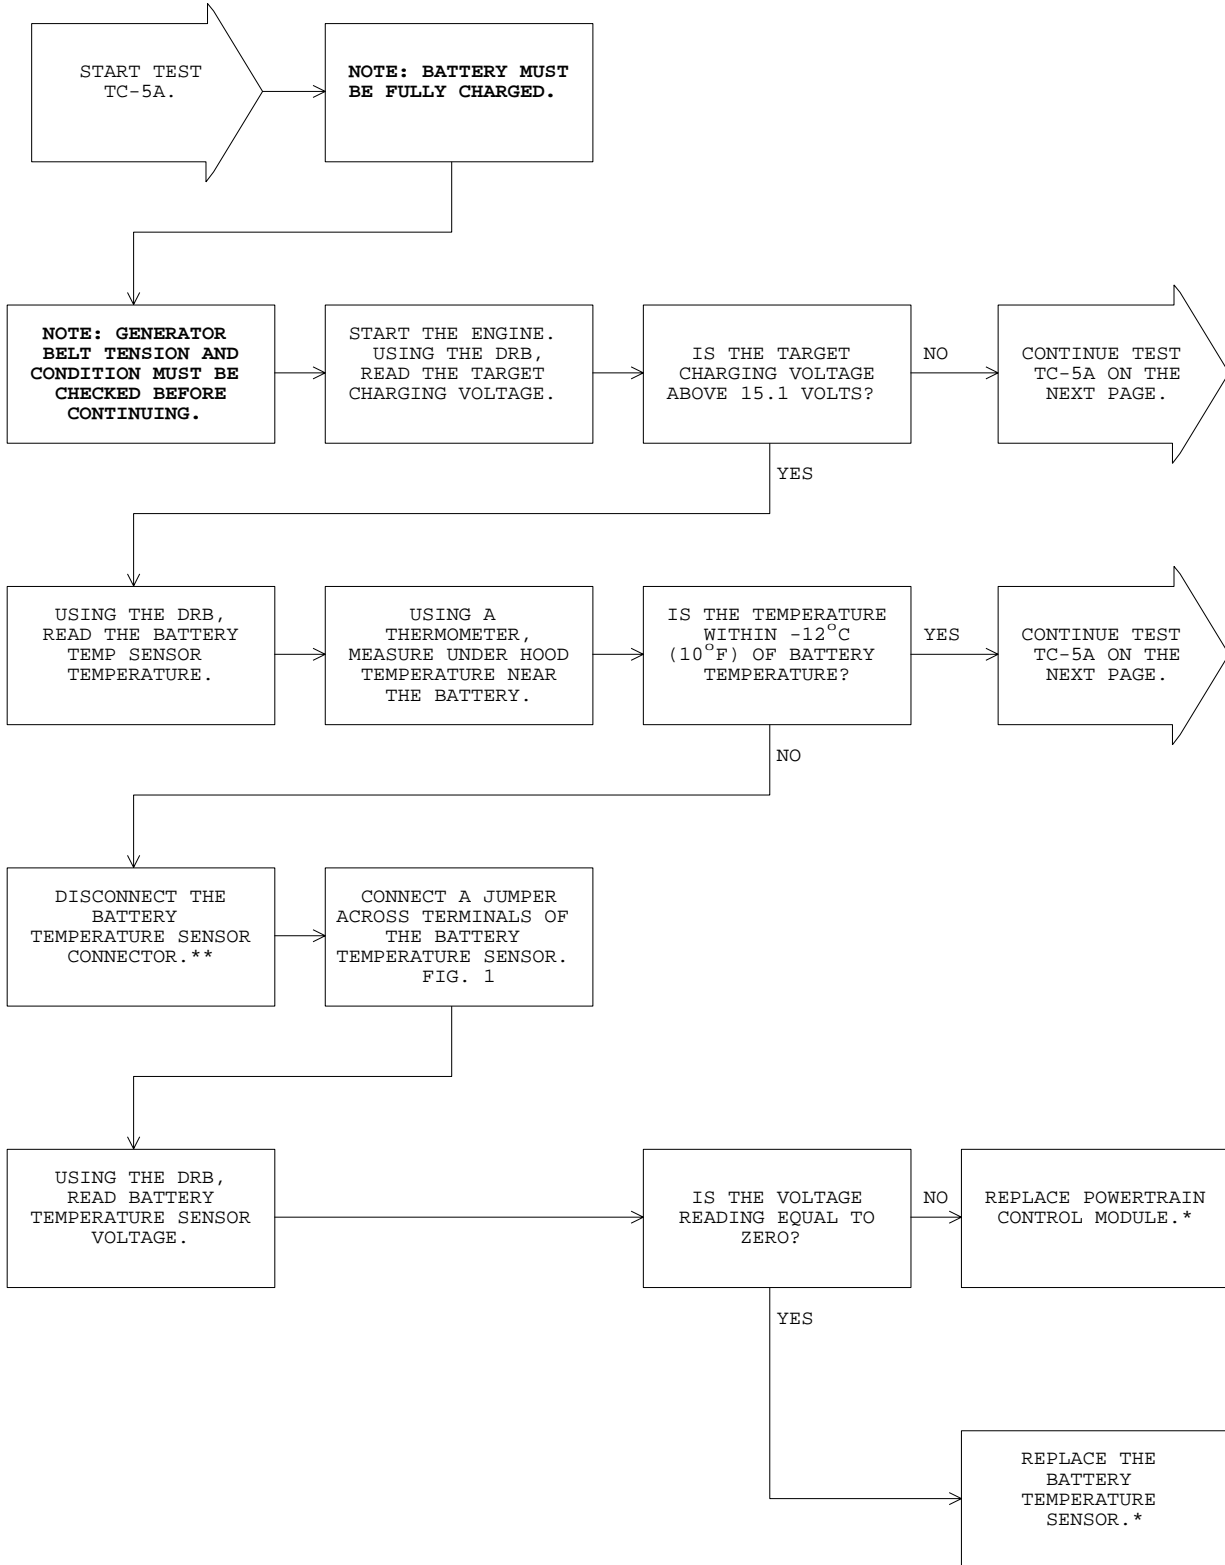 START TEST
TC-5A.
NOTE: BATTERY MUST
BE FULLY CHARGED.
NOTE: GENERATOR
BELT TENSION AND
CONDITION MUST BE
CHECKED BEFORE
CONTINUING.
START THE ENGINE.
USING THE DRB,
READ THE TARGET
CHARGING VOLTAGE.
IS THE TARGET
CHARGING VOLTAGE
ABOVE 15.1 VOLTS?
NO
CONTINUE TEST
TC-5A ON THE
NEXT PAGE.
YES
USING THE DRB,
READ THE BATTERY
TEMP SENSOR
TEMPERATURE.
USING A
THERMOMETER,
MEASURE UNDER HOOD
TEMPERATURE NEAR
THE BATTERY.
IS THE TEMPERATURE
WITHIN -12°C
(10°F) OF BATTERY
TEMPERATURE?
YES
CONTINUE TEST
TC-5A ON THE
NEXT PAGE.
NO
DISCONNECT THE
BATTERY
TEMPERATURE SENSOR
CONNECTOR.**
CONNECT A JUMPER
ACROSS TERMINALS OF
THE BATTERY
TEMPERATURE SENSOR.
FIG. 1
USING THE DRB,
READ BATTERY
TEMPERATURE SENSOR
VOLTAGE.
IS THE VOLTAGE
READING EQUAL TO
ZERO?
NO
REPLACE POWERTRAIN
CONTROL MODULE.*
YES
REPLACE THE
BATTERY
TEMPERATURE
SENSOR.*